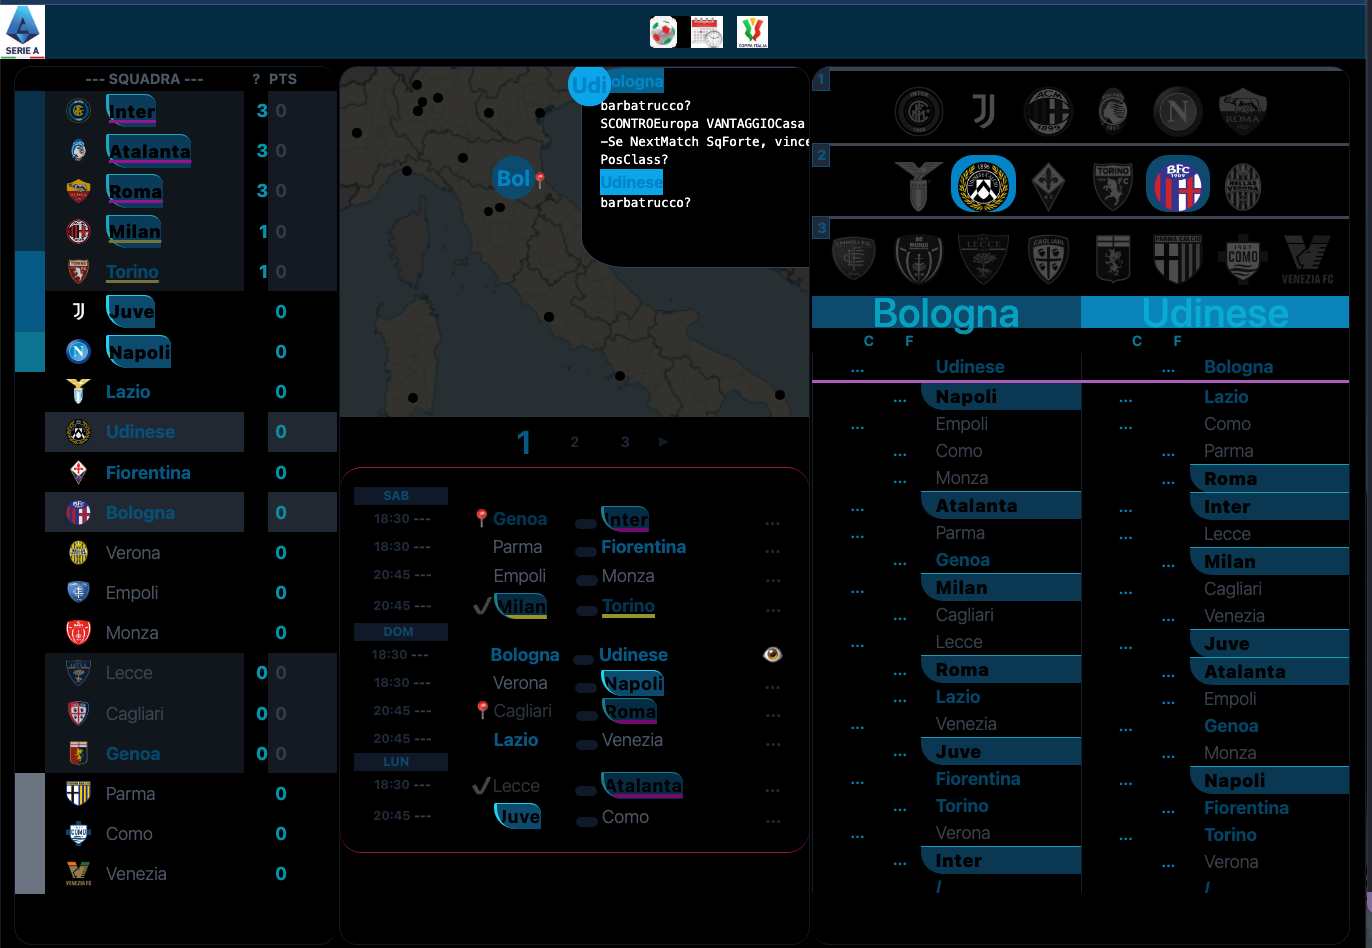 SERIE A
COPPA ITALIA
--- SQUADRA --- ? PTS
Inter 3 0
Atalanta 3 0
Roma 3 0
Milan 1 0
Torino 1 0
Juve 0
Napoli 0
Lazio 0
Udinese 0
Fiorentina 0
Bologna 0
Verona 0
Empoli 0
Monza 0
Lecce 0 0
Cagliari 0 0
Genoa 0 0
Parma 0
Como 0
Venezia 0
Bol
Udi
ologna
barbatrucco?
SCONTROEuropa VANTAGGIOCasa
-Se NextMatch SqForte, vince
PosClass?
Udinese
barbatrucco?
1 2 3
SAB
18:30 --- Genoa Inter ...
18:30 --- Parma Fiorentina ...
20:45 --- Empoli Monza ...
20:45 --- Milan Torino ...
DOM
18:30 --- Bologna Udinese
18:30 --- Verona Napoli ...
20:45 --- Cagliari Roma ...
20:45 --- Lazio Venezia ...
LUN
18:30 --- Lecce Atalanta ...
20:45 --- Juve Como ...
1
2
3
Bologna
C F
... Udinese
... Napoli
... Empoli
... Como
... Monza
... Atalanta
... Parma
... Genoa
... Milan
... Cagliari
... Lecce
... Roma
... Lazio
... Venezia
... Juve
... Fiorentina
... Torino
... Verona
... Inter
/
Udinese
C F
... Bologna
... Lazio
... Como
... Parma
... Roma
... Inter
... Lecce
... Milan
... Cagliari
... Venezia
... Juve
... Atalanta
... Empoli
... Genoa
... Monza
... Napoli
... Fiorentina
... Torino
... Verona
/